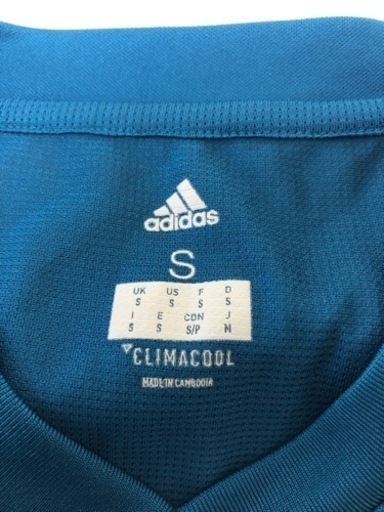 adidas
S
UK US F D
S S S S
I E CDN J
S S S/P M
CLIMACOOL
MADE IN CAMBODIA